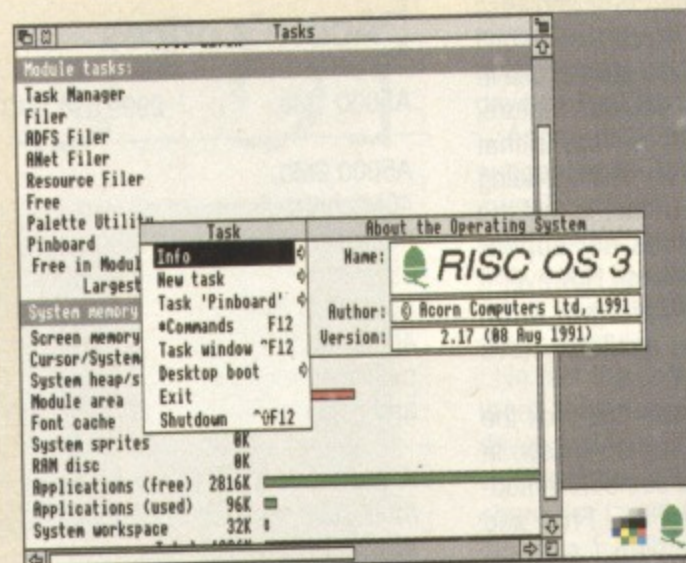 Tasks
Module tasks:
Task Manager
Filer
ADFS Filer
ANet Filer
Resource Filer
Free
Palette Utility
Pinboard
Free in Modul
Largest
System memory
Screen memory
Cursor/System
System heap/s
Module area
Font cache
System sprites 0K
RAM disc 0K
Applications (free) 2816K
Applications (used) 96K
System workspace 32K
Task
Info
New task
Task 'Pinboard'
*Commands F12
Task window ^F12
Desktop boot
Exit
Shutdown ^⇧F12
About the Operating System
Name: RISC OS 3
Author: © Acorn Computers Ltd, 1991
Version: 2.17 (08 Aug 1991)